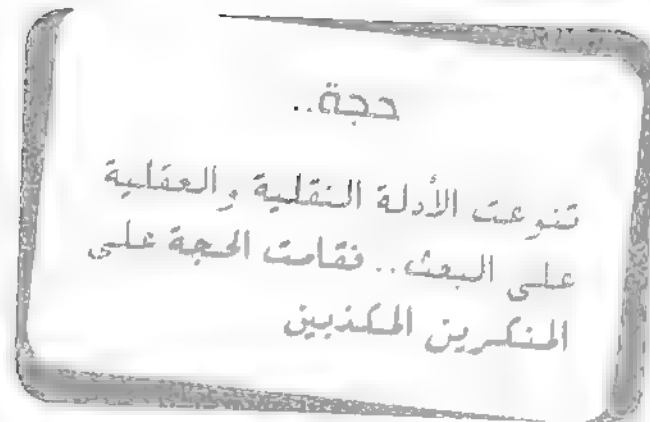 حجة..
تنوعت الأدلة النقلية والعقلية
على البعث.. فقامت الحجة على
المنكرين المكذبين